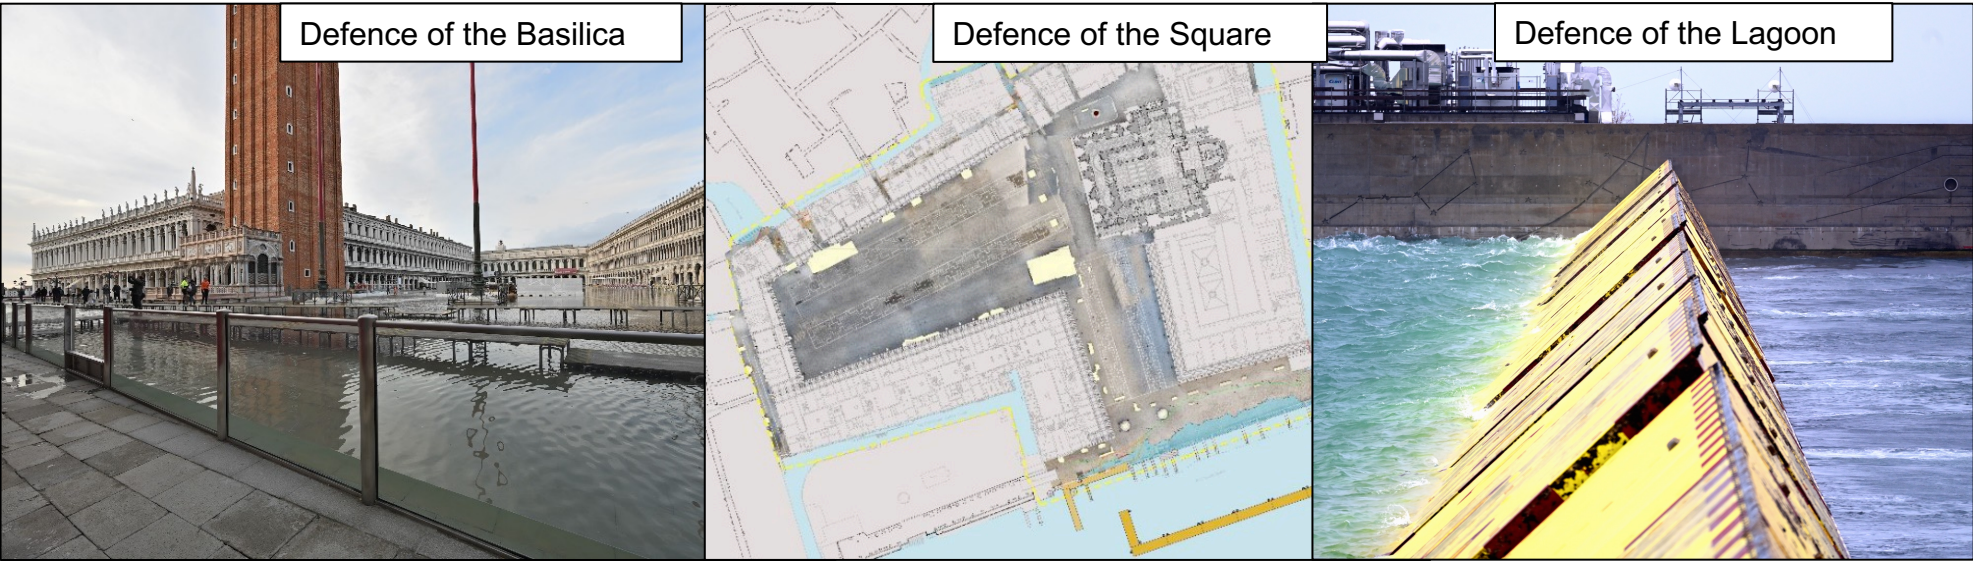 Defence of the Basilica
Defence of the Square
Defence of the Lagoon